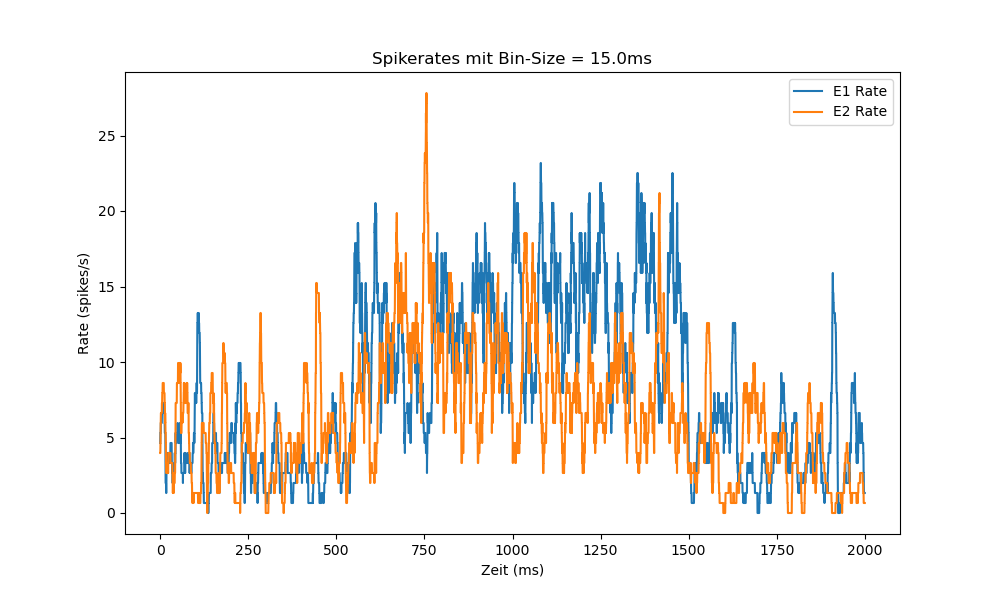 Spikerates mit Bin-Size = 15.0ms
E1 Rate
E2 Rate
Rate (spikes/s)
25
20
15
10
5
0
0 250 500 750 1000 1250 1500 1750 2000
Zeit (ms)